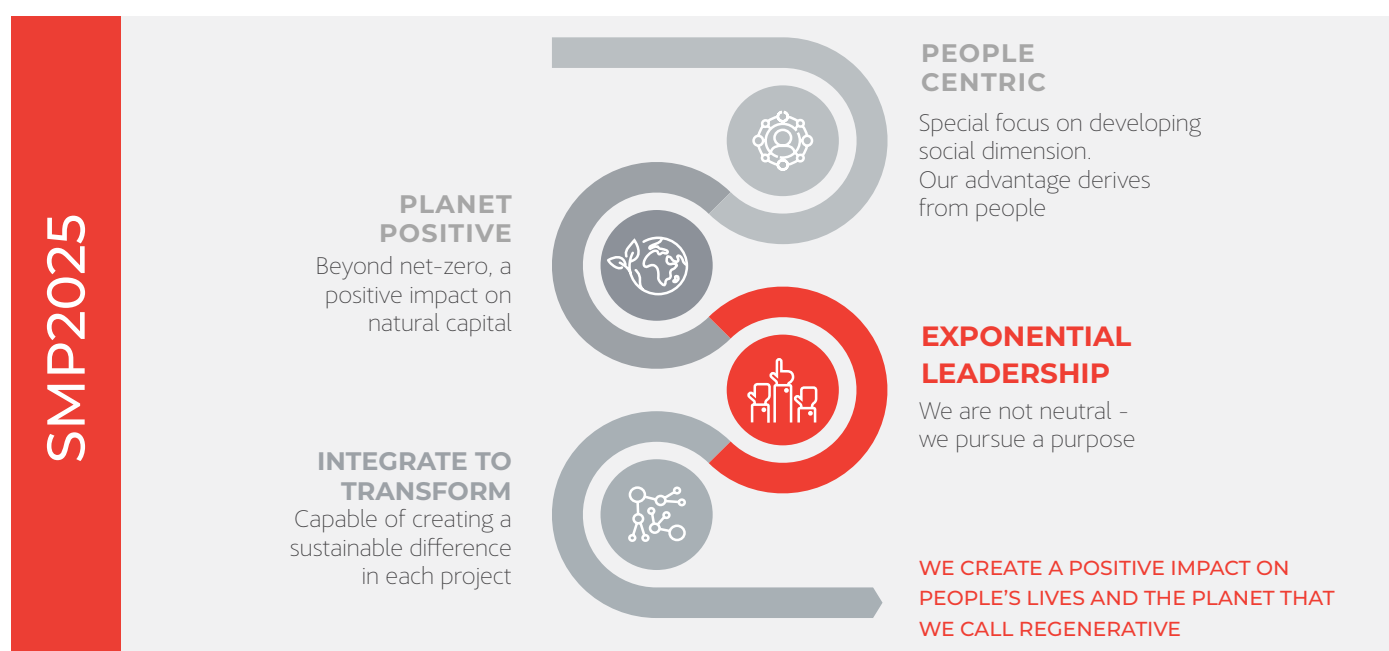 SMP2025
PEOPLE
CENTRIC
Special focus on developing
social dimension.
Our advantage derives
from people
PLANET
POSITIVE
Beyond net-zero, a
positive impact on
natural capital
EXPONENTIAL
LEADERSHIP
We are not neutral -
we pursue a purpose
INTEGRATE TO
TRANSFORM
Capable of creating a
sustainable difference
in each project
WE CREATE A POSITIVE IMPACT ON
PEOPLE’S LIVES AND THE PLANET THAT
WE CALL REGENERATIVE